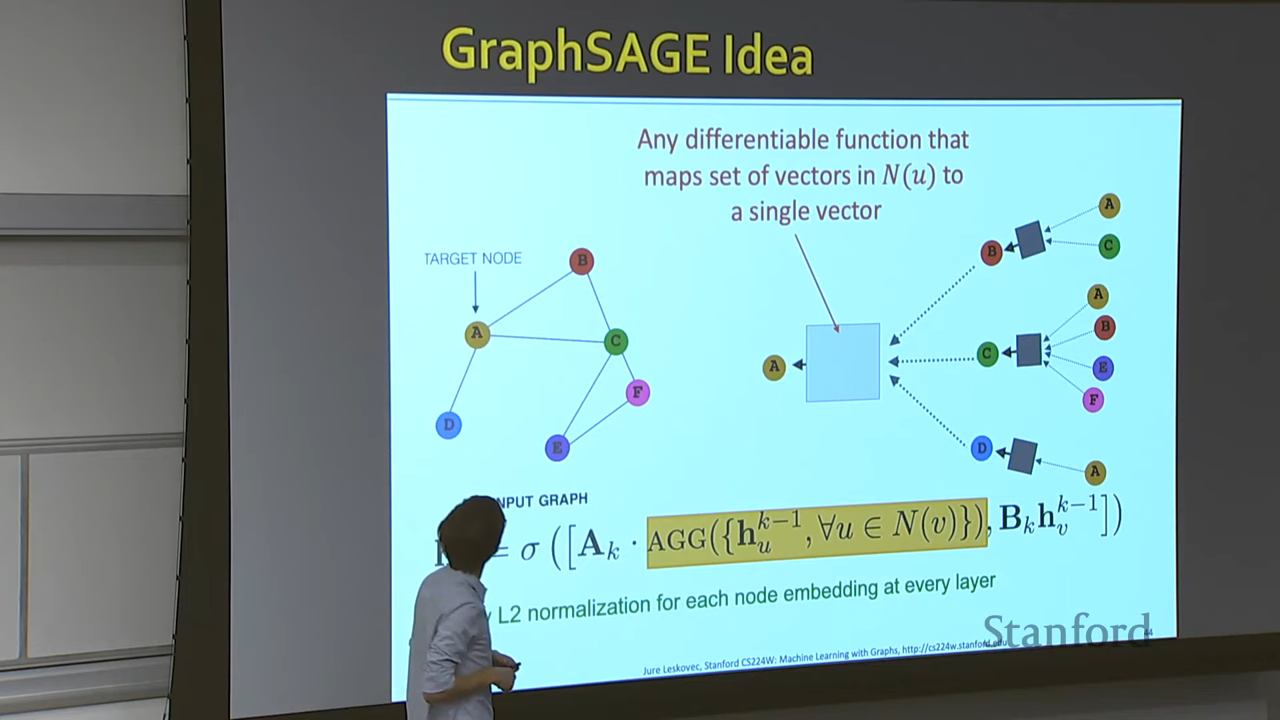 GraphSAGE Idea
Any differentiable function that
maps set of vectors in N(u) to
a single vector
TARGET NODE
A
B
C
D
E
F
A
B
C
D
A
C
A
B
E
F
A
INPUT GRAPH
= σ ([A_k · AGG({h_u^{k-1}, ∀u ∈ N(v)}), B_k h_v^{k-1}])
L2 normalization for each node embedding at every layer
Stanford
Jure Leskovec, Stanford CS224W: Machine Learning with Graphs, http://cs224w.stanford.edu